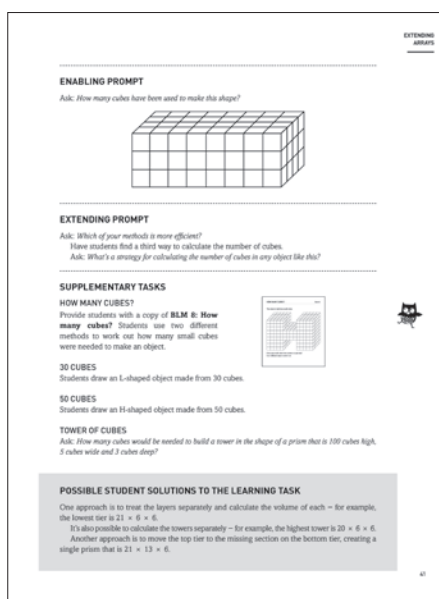 EXTENDING
ARRAYS
ENABLING PROMPT
Ask: How many cubes have been used to make this shape?
EXTENDING PROMPT
Ask: Which of your methods is more efficient?
Have students find a third way to calculate the number of cubes.
Ask: What's a strategy for calculating the number of cubes in any object like this?
SUPPLEMENTARY TASKS
HOW MANY CUBES?
Provide students with a copy of BLM 8: How
many cubes? Students use two different
methods to work out how many small cubes
were needed to make an object.
30 CUBES
Students draw an L-shaped object made from 30 cubes.
50 CUBES
Students draw an H-shaped object made from 50 cubes.
TOWER OF CUBES
Ask: How many cubes would be needed to build a tower in the shape of a prism that is 100 cubes high,
5 cubes wide and 3 cubes deep?
POSSIBLE STUDENT SOLUTIONS TO THE LEARNING TASK
One approach is to treat the layers separately and calculate the volume of each – for example,
the lowest tier is 21 × 6 × 6.
It's also possible to calculate the towers separately – for example, the highest tower is 20 × 6 × 6.
Another approach is to move the top tier to the missing section on the bottom tier, creating a
single prism that is 21 × 13 × 6.
41